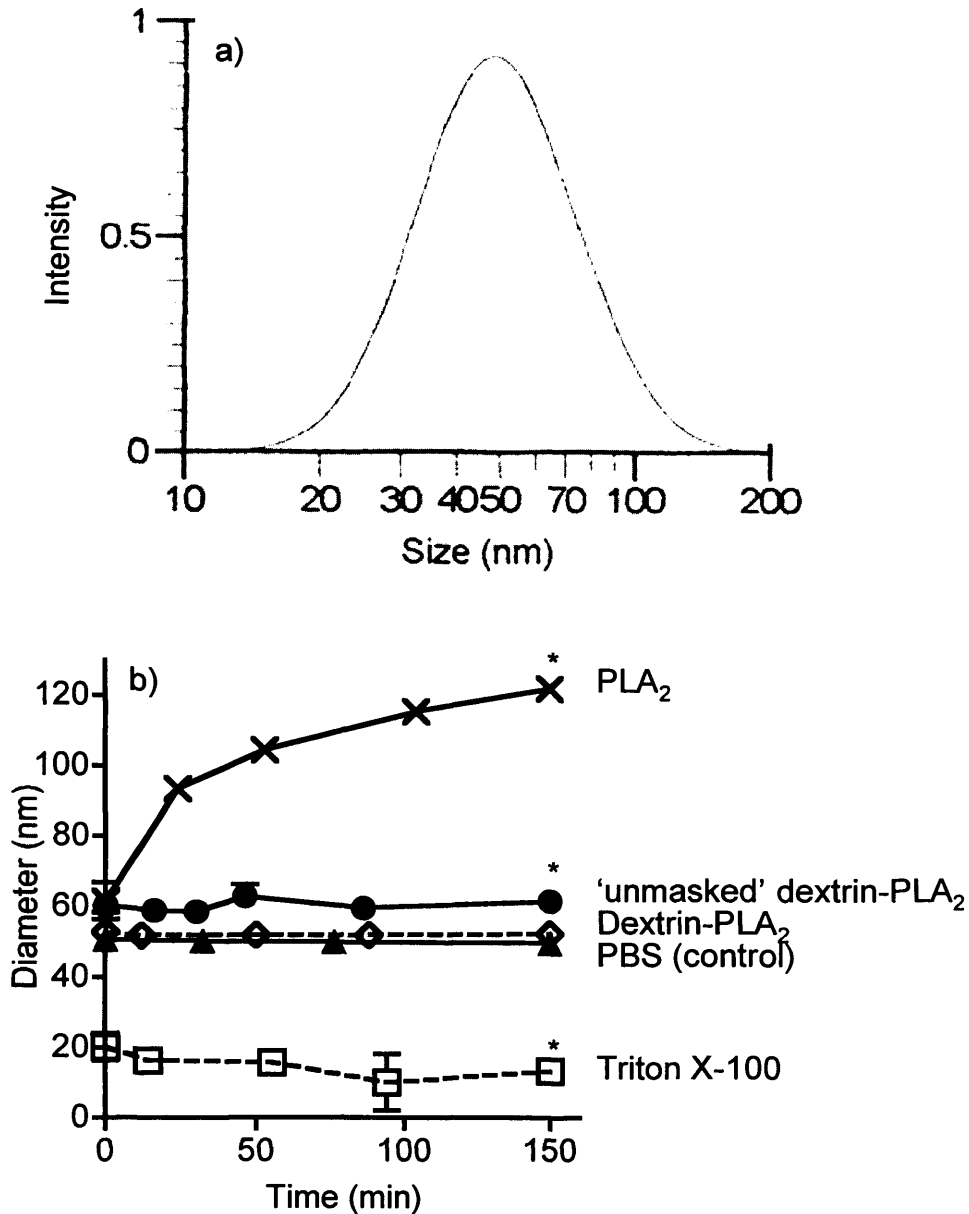 a)
1
0.5
0
Intensity
10 20 30 40 50 70 100 200
Size (nm)
b)
120
100
80
60
40
20
0
Diameter (nm)
* PLA₂
* 'unmasked' dextrin-PLA₂
Dextrin-PLA₂
PBS (control)
* Triton X-100
0 50 100 150
Time (min)